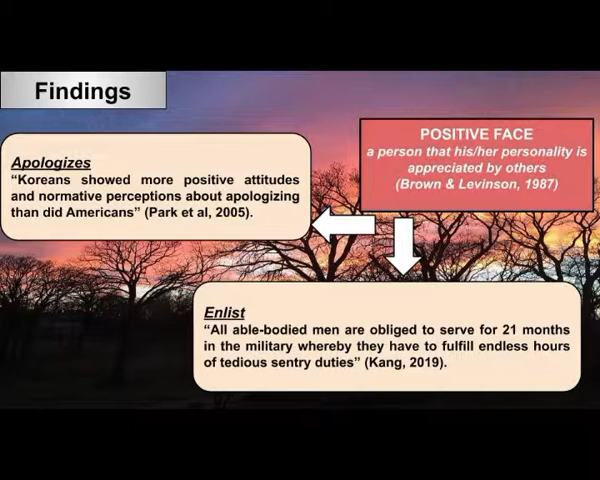 Findings
POSITIVE FACE
a person that his/her personality is
appreciated by others
(Brown & Levinson, 1987)
Apologizes
“Koreans showed more positive attitudes
and normative perceptions about apologizing
than did Americans” (Park et al, 2005).
Enlist
“All able-bodied men are obliged to serve for 21 months
in the military whereby they have to fulfill endless hours
of tedious sentry duties” (Kang, 2019).